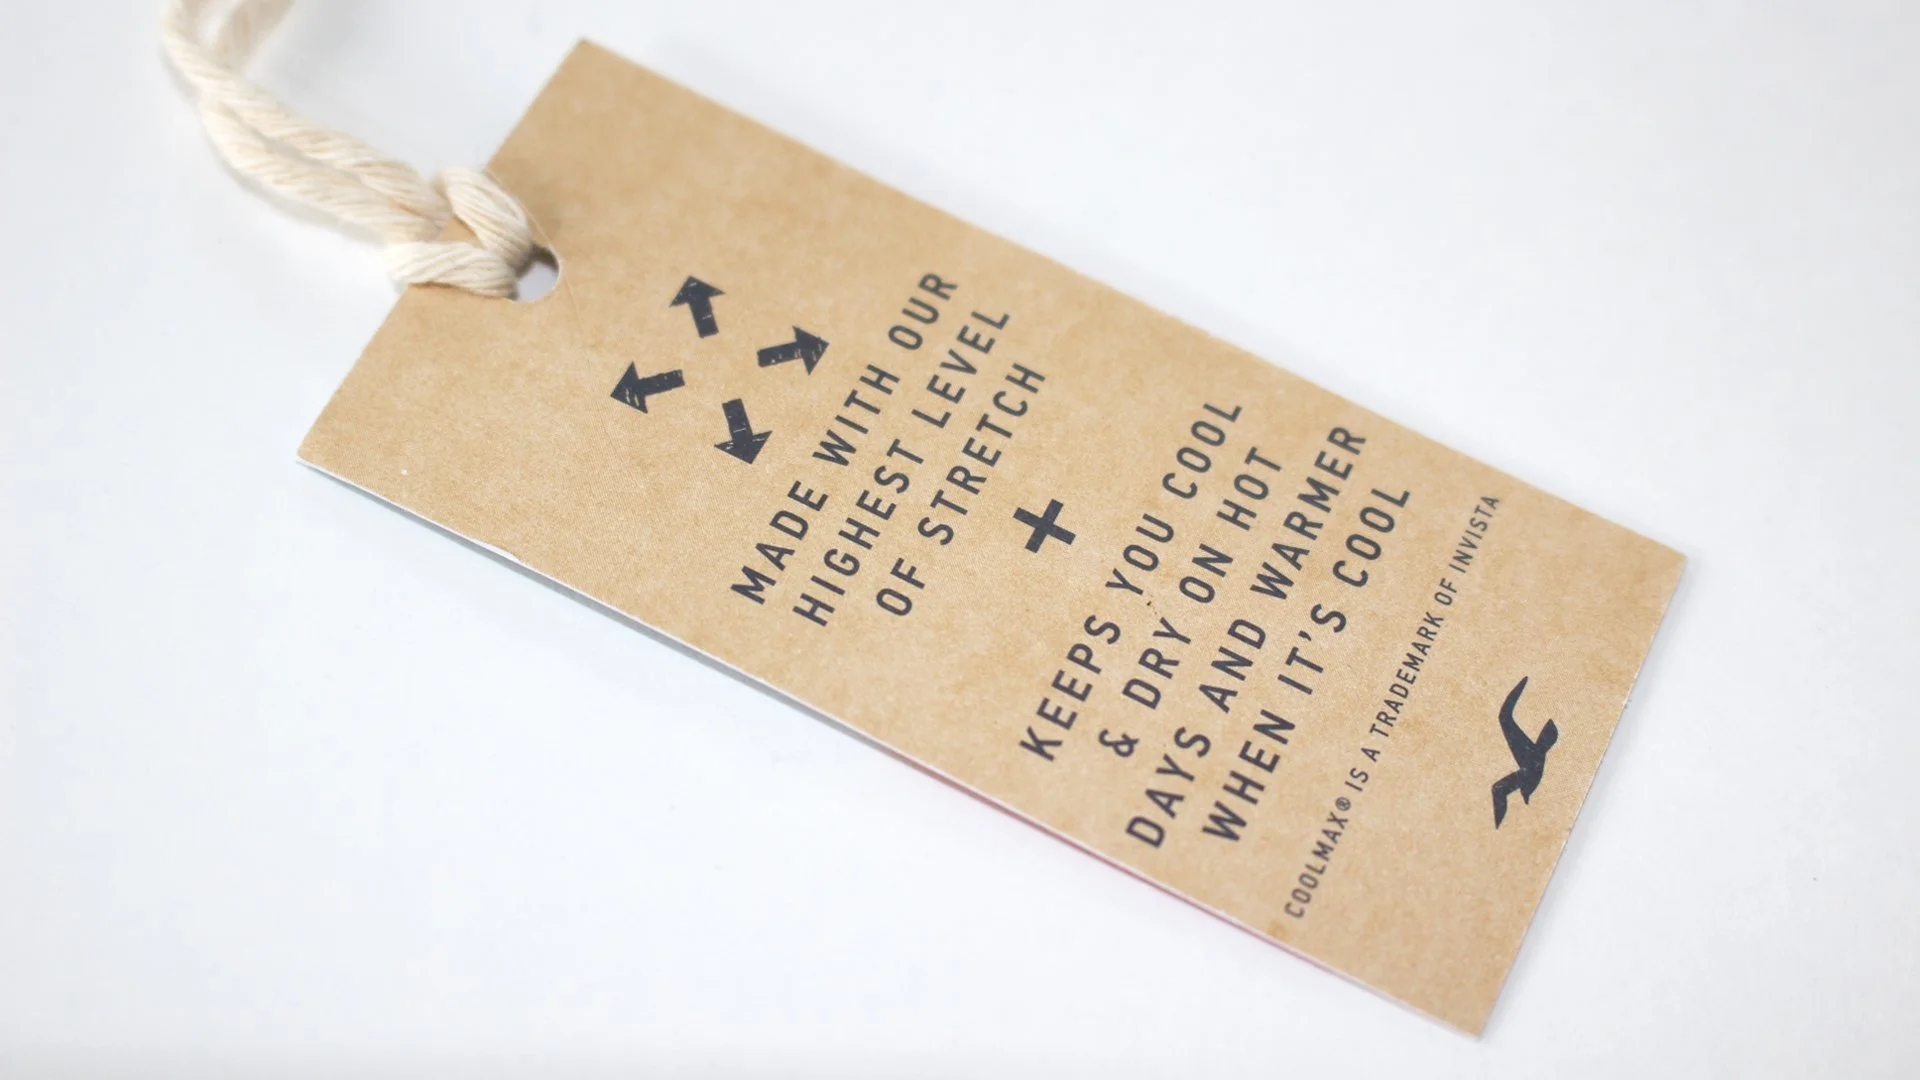 MADE WITH OUR
HIGHEST LEVEL
OF STRETCH
+
KEEPS YOU COOL
& DRY ON HOT
DAYS AND WARMER
WHEN IT'S COOL
COOLMAX® IS A TRADEMARK OF INVISTA